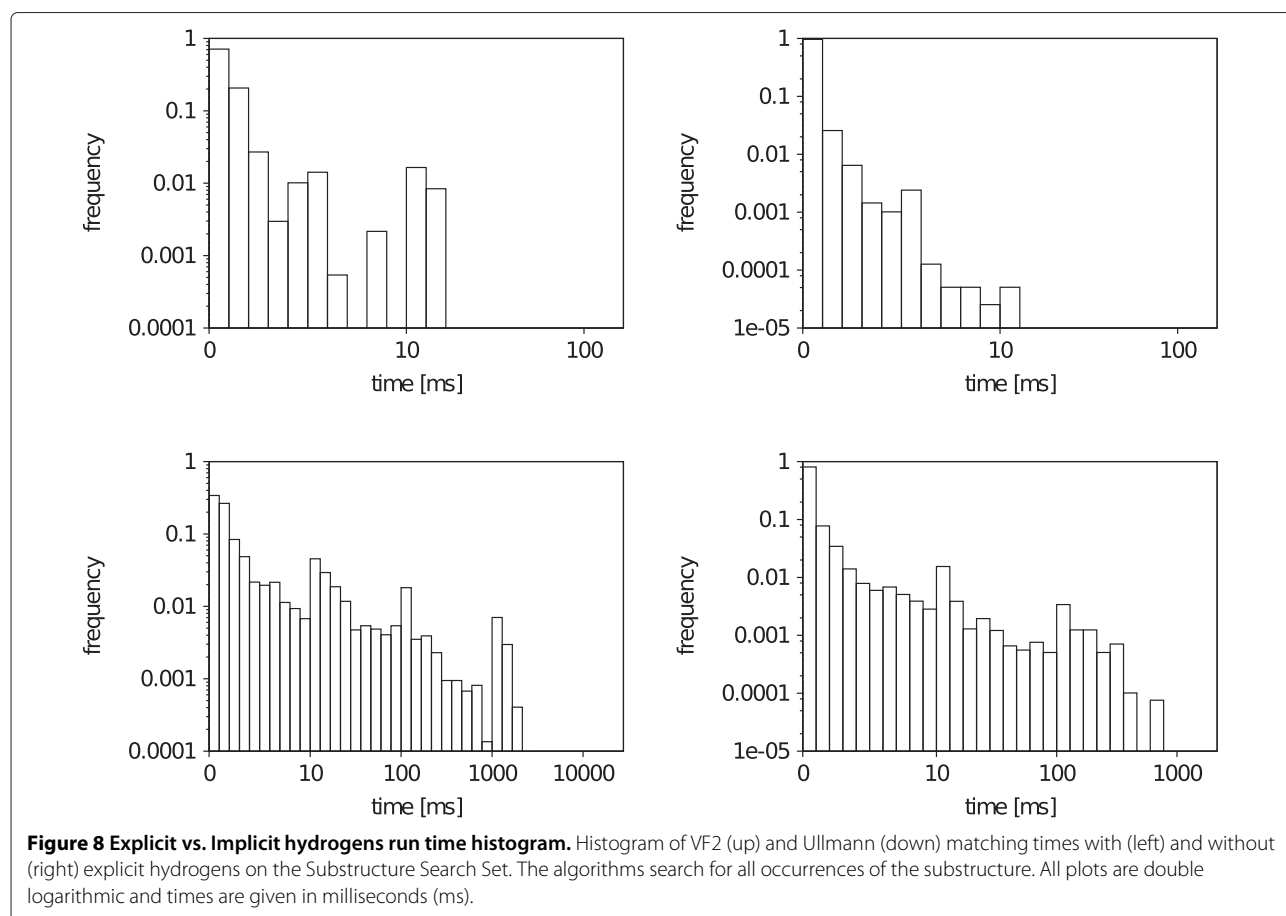 1
0.1
0.01
0.001
0.0001
frequency
0 10 100
time [ms]
1
0.1
0.01
0.001
0.0001
1e-05
frequency
0 10 100
time [ms]
1
0.1
0.01
0.001
0.0001
frequency
0 10 100 1000 10000
time [ms]
1
0.1
0.01
0.001
0.0001
1e-05
frequency
0 10 100 1000
time [ms]
Figure 8 Explicit vs. Implicit hydrogens run time histogram. Histogram of VF2 (up) and Ullmann (down) matching times with (left) and without
(right) explicit hydrogens on the Substructure Search Set. The algorithms search for all occurrences of the substructure. All plots are double
logarithmic and times are given in milliseconds (ms).